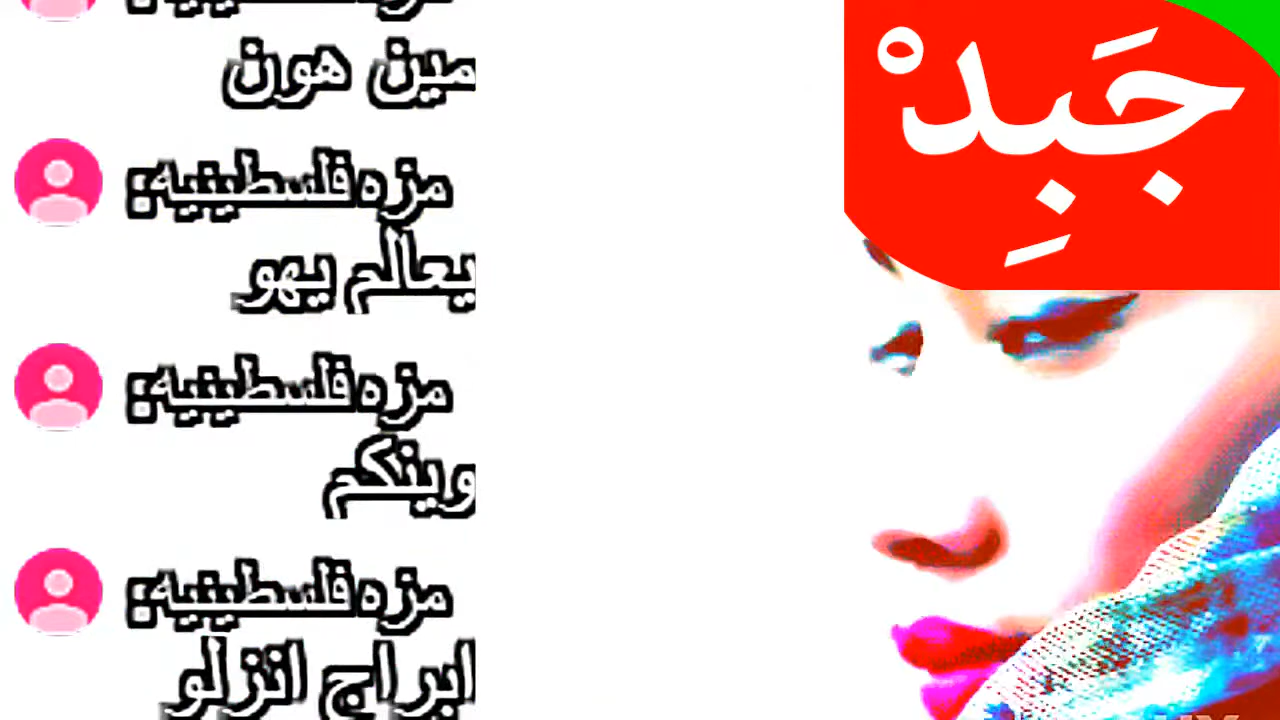 مين هون
مزه فلسطينيه:
يعالم يهو
مزه فلسطينيه:
وينكم
مزه فلسطينيه:
ابراج انزلو
جَبِدْ